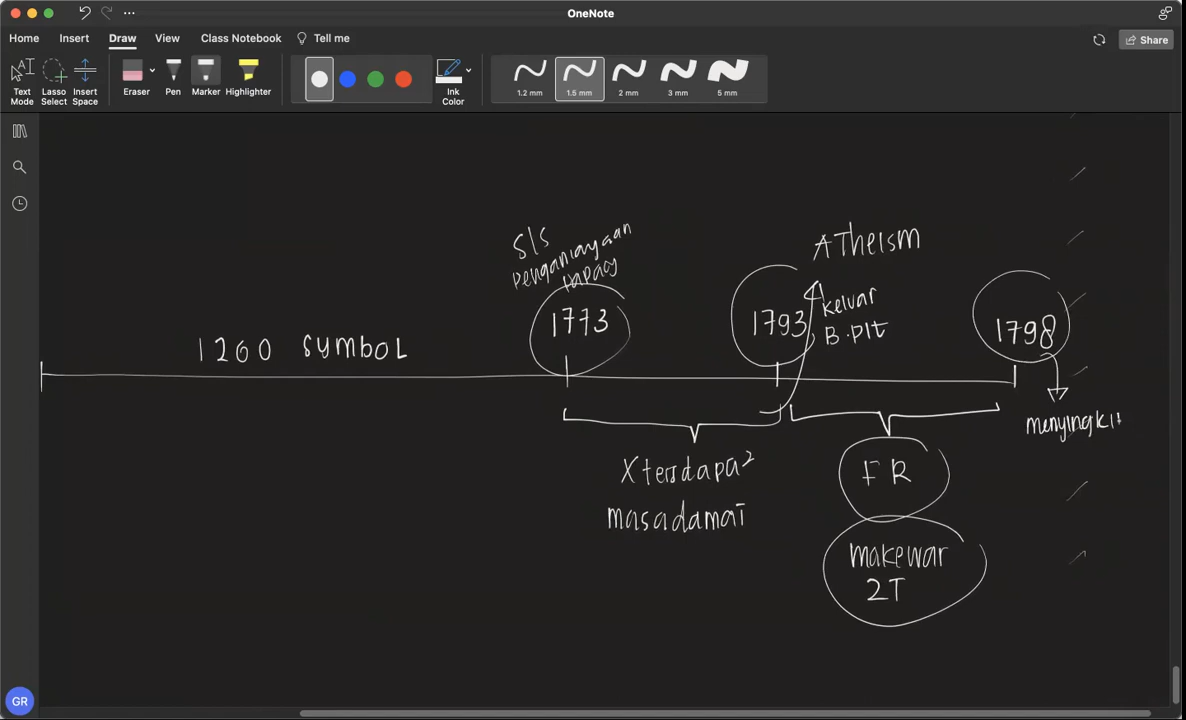 OneNote
Home Insert Draw View Class Notebook Tell me
Share
Text Mode
Lasso Select
Insert Space
Eraser
Pen
Marker
Highlighter
Ink Color
1.2 mm
1.5 mm
2 mm
3 mm
5 mm
S/S
penganiayaan
1773
1793
Atheism
keluar
B.Pit
1798
1260 symbol
menyingkir
X terdapa²
masadamai
FR
makewar
2T
GR